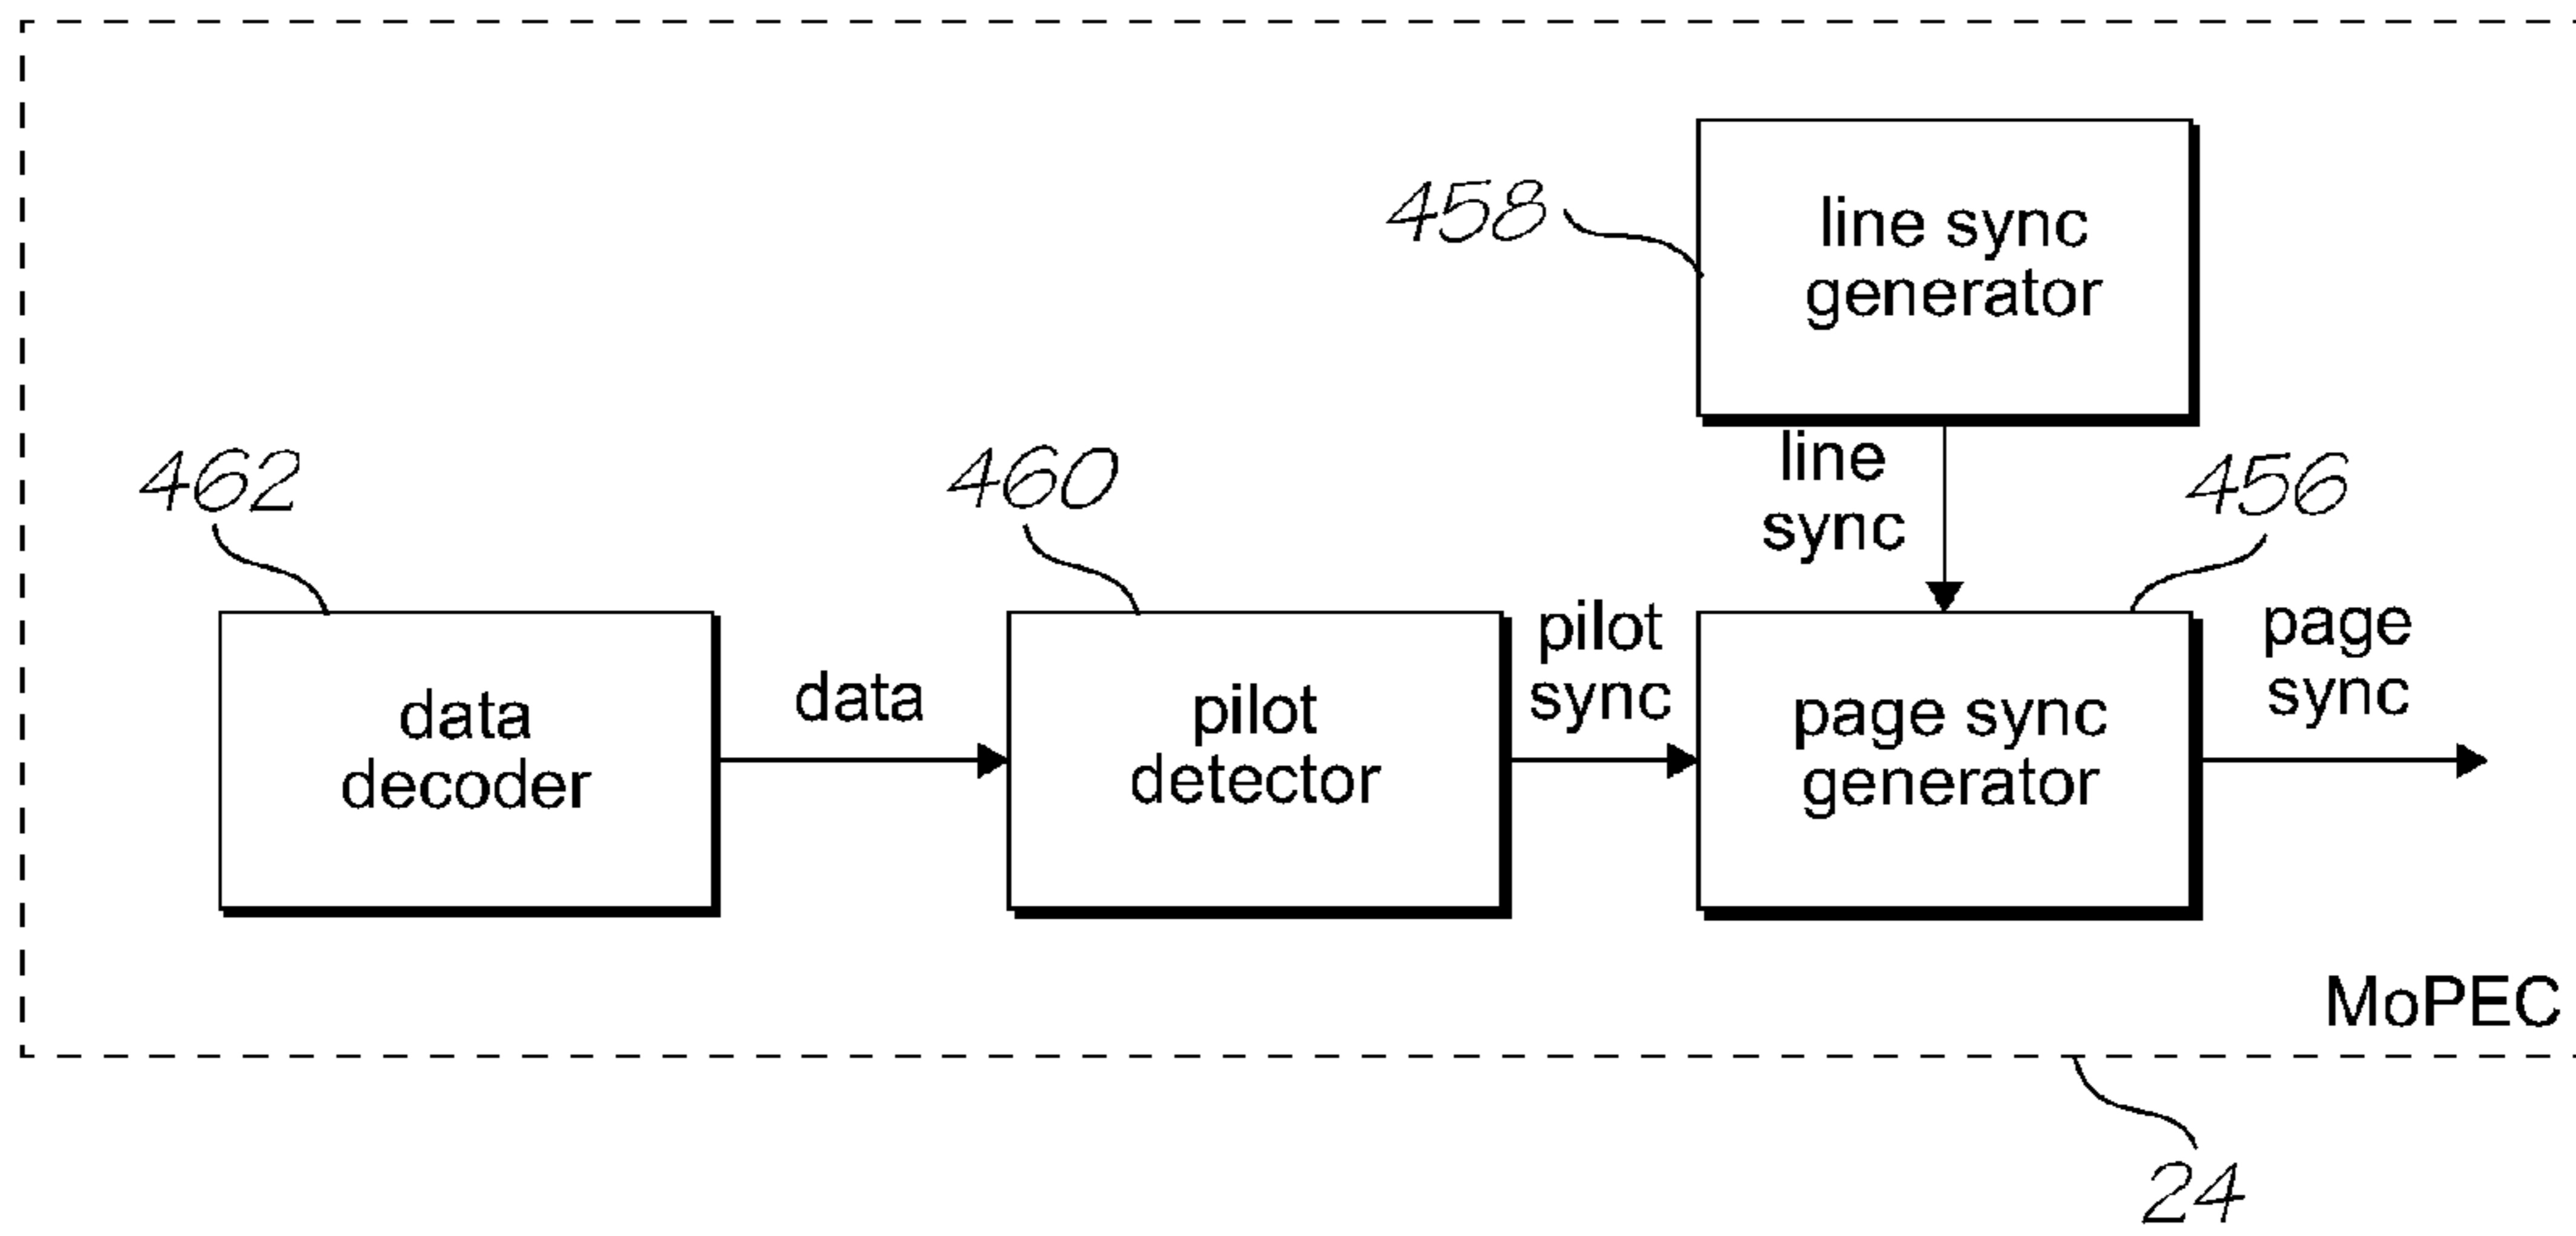 458
line sync
generator
line
sync
462
460
456
data
decoder
data
pilot
detector
pilot
sync
page sync
generator
page
sync
MoPEC
24